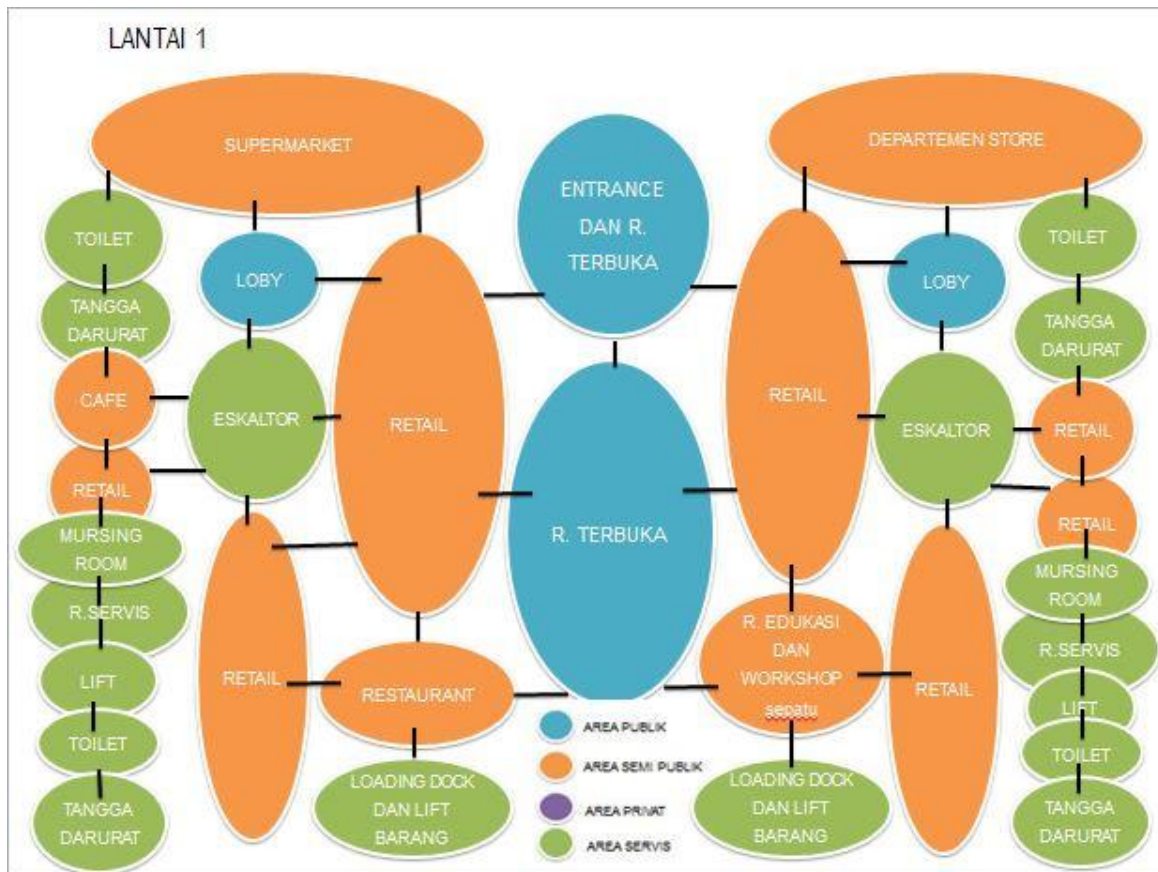 LANTAI 1
SUPERMARKET
DEPARTEMEN STORE
ENTRANCE
DAN R.
TERBUKA
TOILET
LOBY
TANGGA
DARURAT
CAFE
ESKALTOR
RETAIL
RETAIL
MURSING
ROOM
R.SERVIS
LIFT
TOILET
TANGGA
DARURAT
RETAIL
RESTAURANT
LOADING DOCK
DAN LIFT
BARANG
R. TERBUKA
RETAIL
LOBY
TOILET
TANGGA
DARURAT
ESKALTOR
RETAIL
RETAIL
MURSING
ROOM
R.SERVIS
LIFT
TOILET
TANGGA
DARURAT
R. EDUKASI
DAN
WORKSHOP
sepatu
RETAIL
LOADING DOCK
DAN LIFT
BARANG
AREA PUBLIK
AREA SEMI PUBLIK
AREA PRIVAT
AREA SERVIS